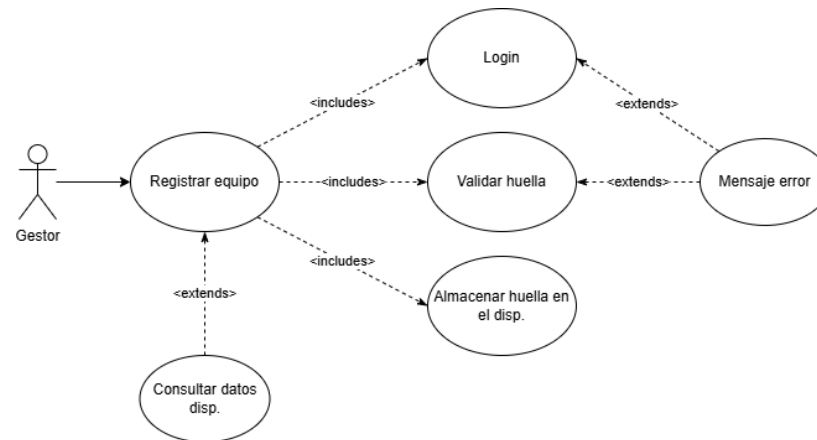 Login
<includes>
<extends>
Registrar equipo
<includes>
Validar huella
<extends>
Mensaje error
Gestor
<includes>
<extends>
Almacenar huella en
el disp.
Consultar datos
disp.